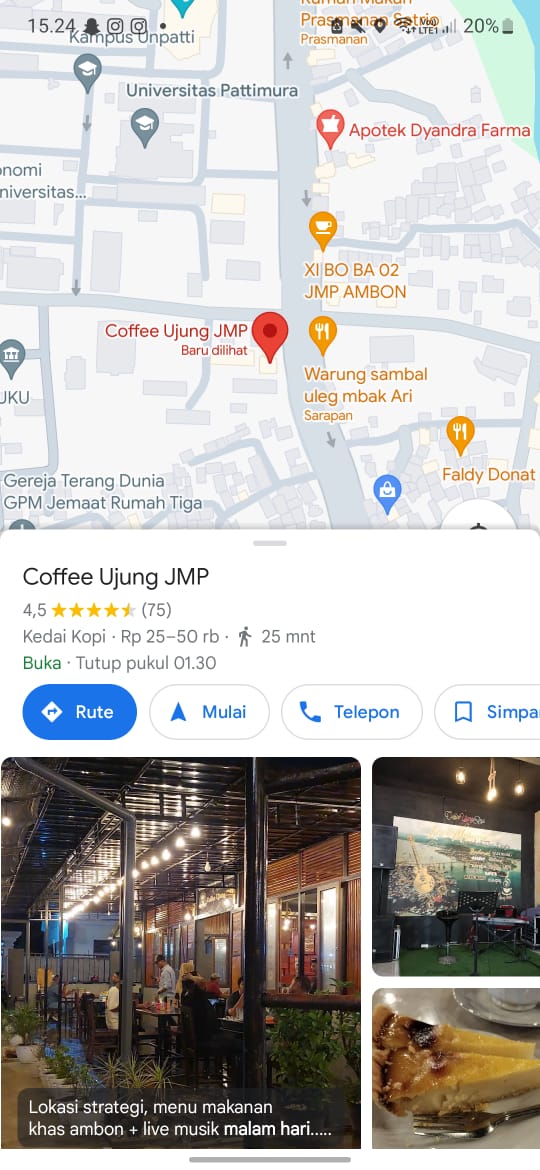 15.24
20%
LTE1
Rumah Makan
Prasmanan Satrio
Prasmanan
Kampus Unpatti
Universitas Pattimura
Apotek Dyandra Farma
onomi
niversitas...
XI BO BA 02
JMP AMBON
Coffee Ujung JMP
Baru dilihat
UKU
Warung sambal
uleg mbak Ari
Sarapan
Faldy Donat
Gereja Terang Dunia
GPM Jemaat Rumah Tiga
Coffee Ujung JMP
4,5 (75)
Kedai Kopi · Rp 25–50 rb · 25 mnt
Buka · Tutup pukul 01.30
Rute
Mulai
Telepon
Simpa
Lokasi strategi, menu makanan
khas ambon + live musik malam hari.....